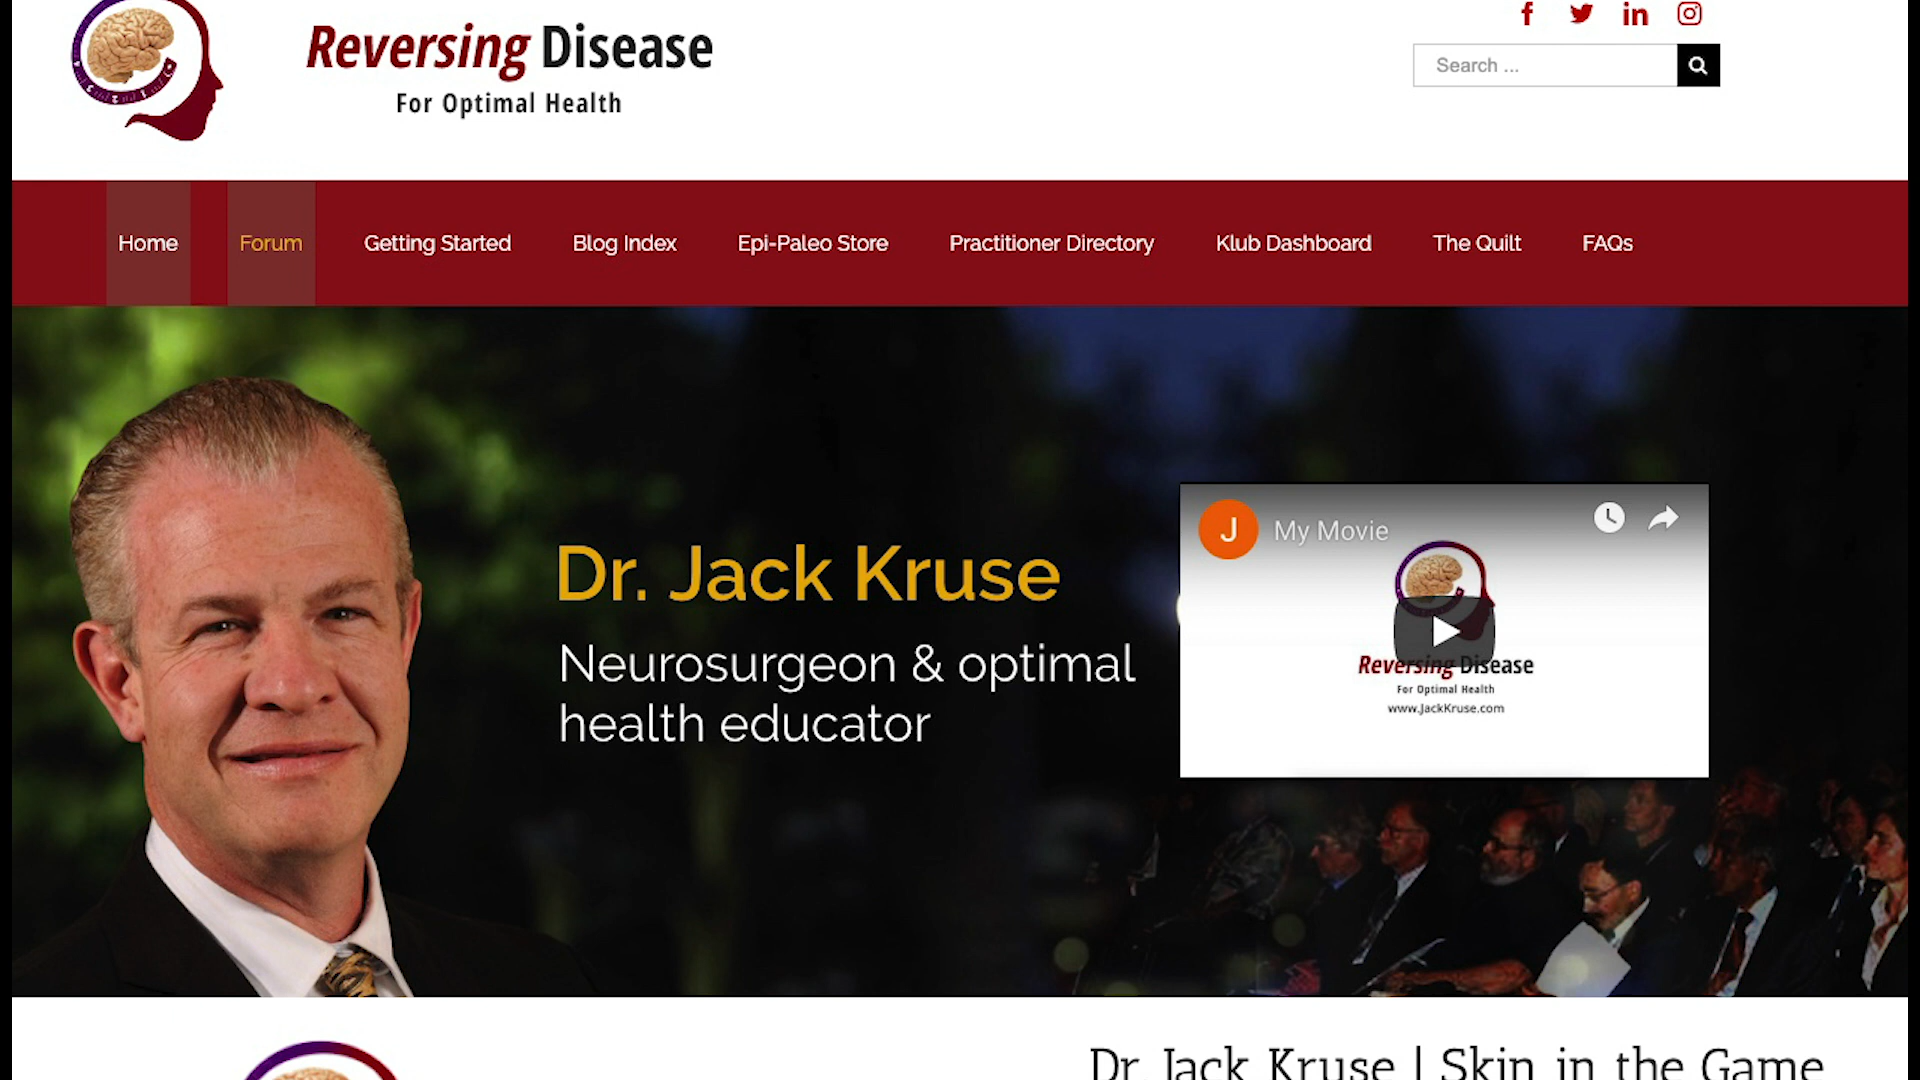 Reversing Disease
For Optimal Health
Search ...
Home
Forum
Getting Started
Blog Index
Epi-Paleo Store
Practitioner Directory
Klub Dashboard
The Quilt
FAQs
Dr. Jack Kruse
Neurosurgeon & optimal
health educator
J
My Movie
Reversing Disease
For Optimal Health
www.JackKruse.com
Dr. Jack Kruse | Skin in the Game